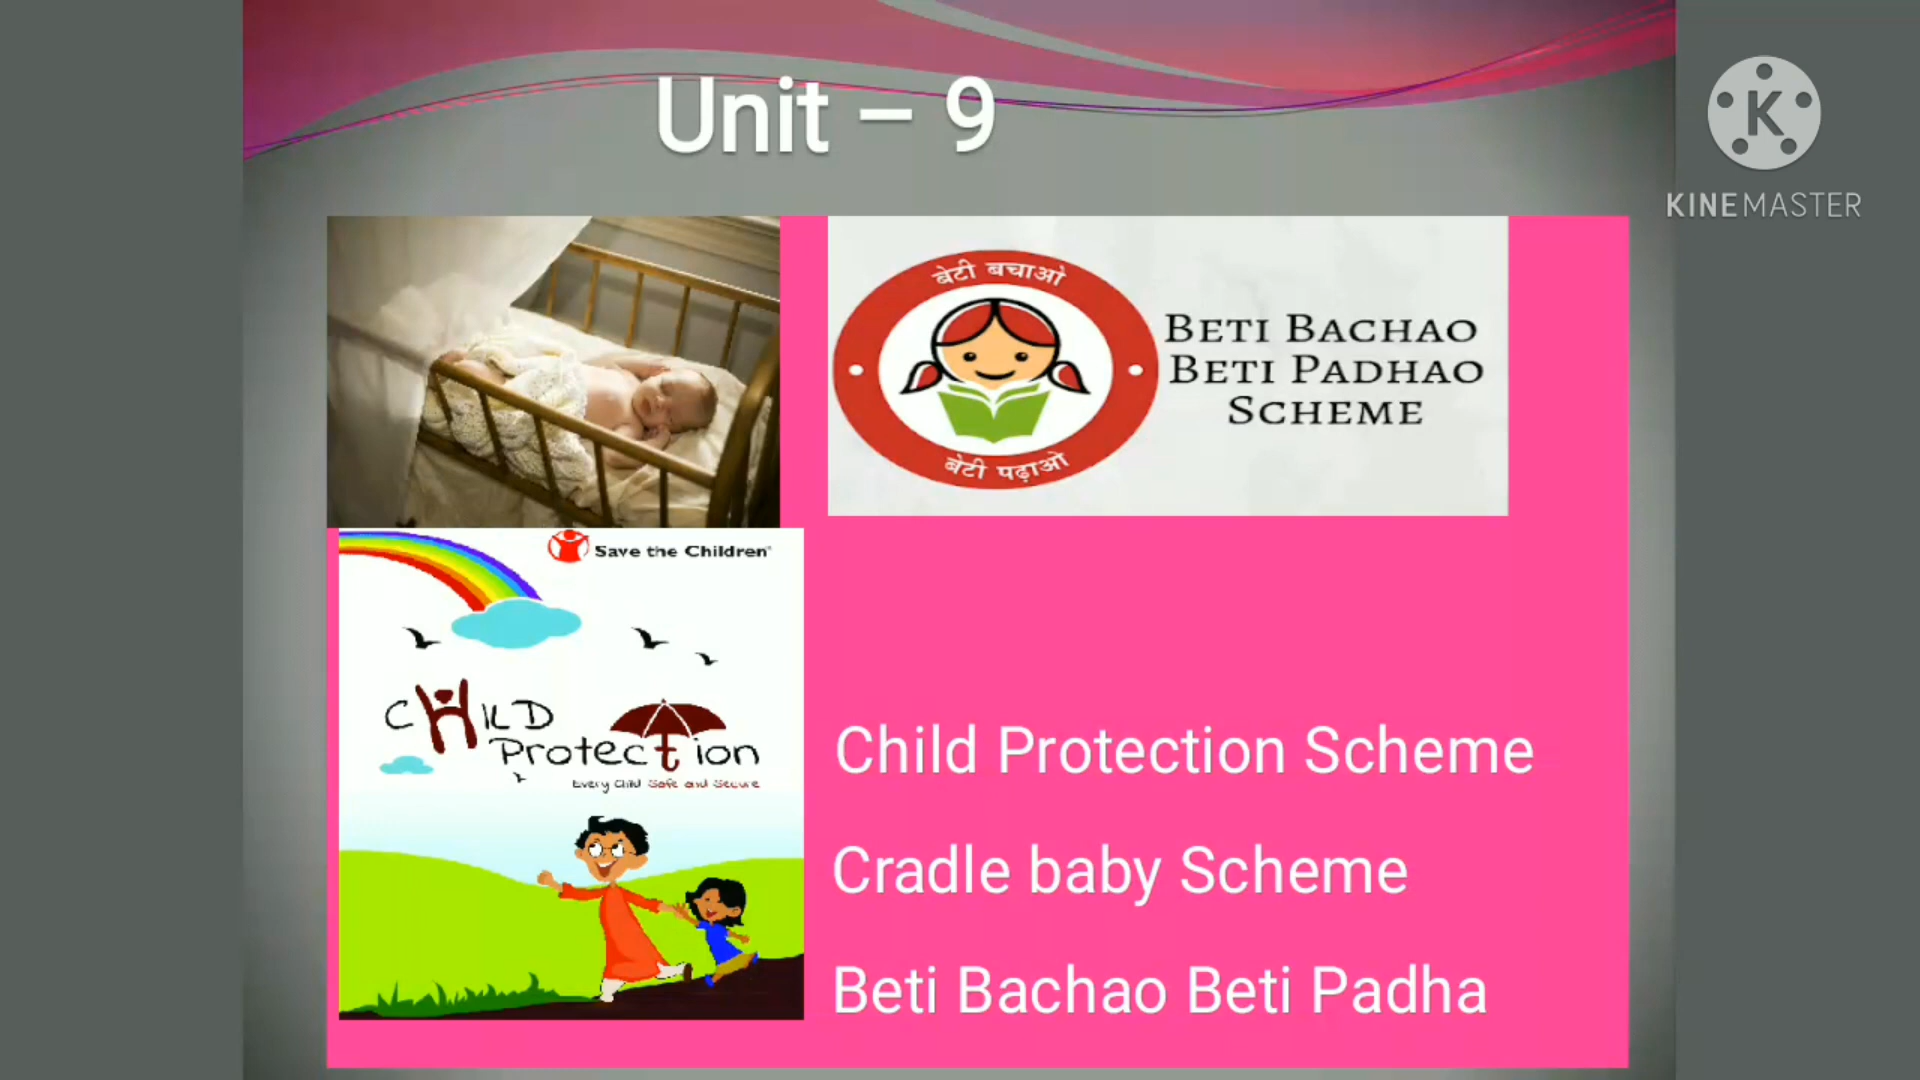 Unit – 9
K
KINEMASTER
बेटी बचाओ
बेटी पढ़ाओ
BETI BACHAO
BETI PADHAO
SCHEME
Save the Children
CHILD
Protection
Every Child Safe and Secure
Child Protection Scheme
Cradle baby Scheme
Beti Bachao Beti Padha